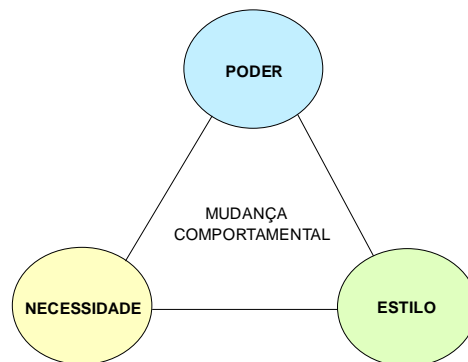 PODER
MUDANÇA
COMPORTAMENTAL
NECESSIDADE
ESTILO